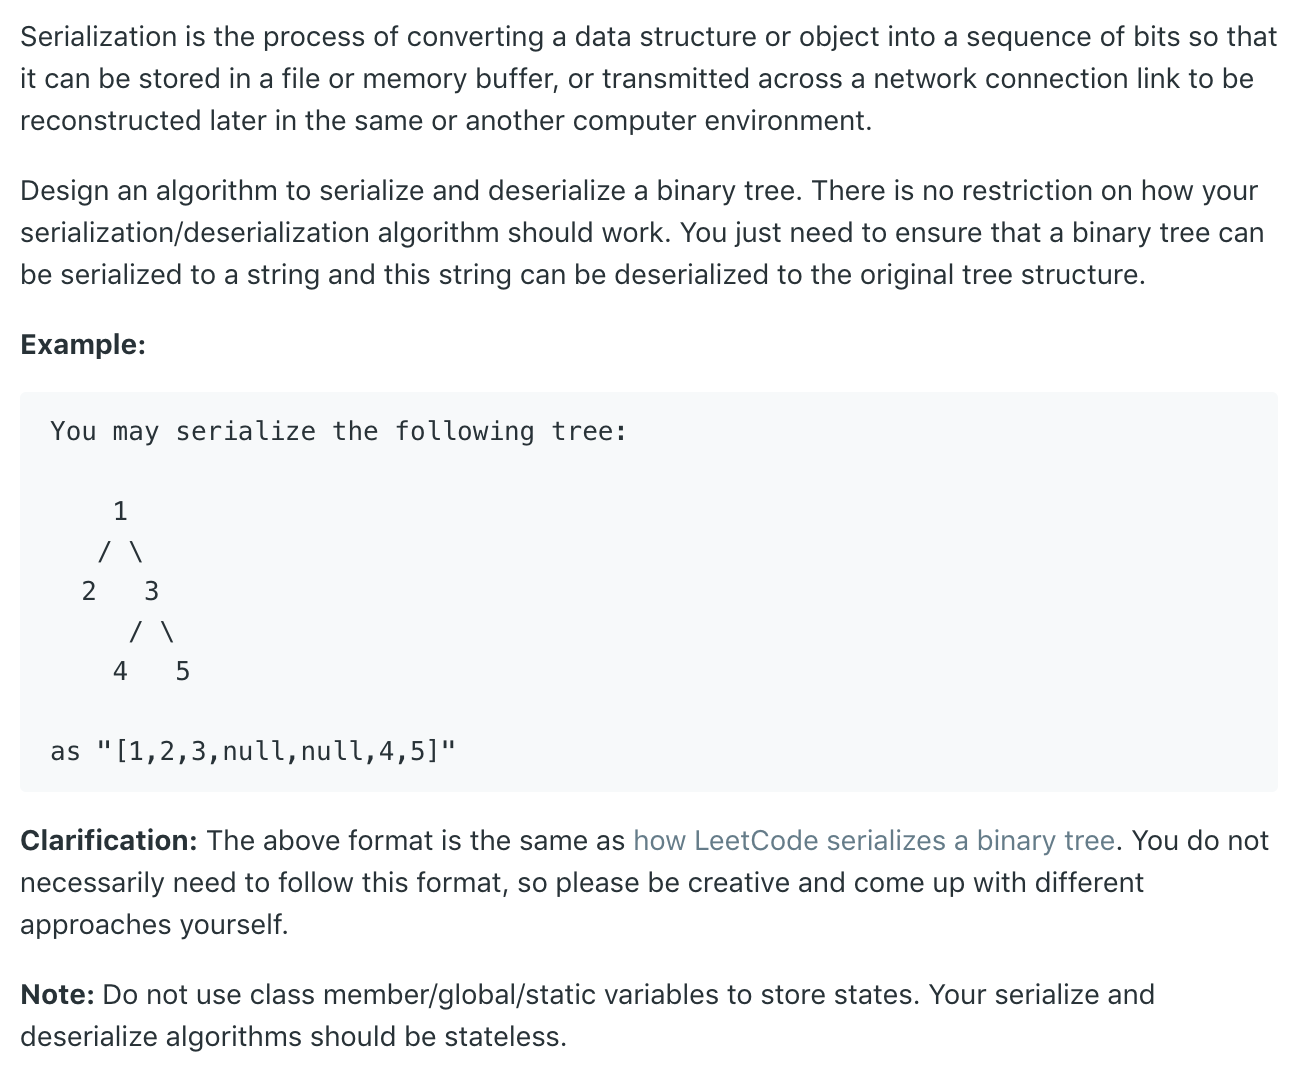 Serialization is the process of converting a data structure or object into a sequence of bits so that
it can be stored in a file or memory buffer, or transmitted across a network connection link to be
reconstructed later in the same or another computer environment.
Design an algorithm to serialize and deserialize a binary tree. There is no restriction on how your
serialization/deserialization algorithm should work. You just need to ensure that a binary tree can
be serialized to a string and this string can be deserialized to the original tree structure.
Example:
You may serialize the following tree:
    1
   / \
  2   3
     / \
    4   5
as "[1,2,3,null,null,4,5]"
Clarification: The above format is the same as how LeetCode serializes a binary tree. You do not
necessarily need to follow this format, so please be creative and come up with different
approaches yourself.
Note: Do not use class member/global/static variables to store states. Your serialize and
deserialize algorithms should be stateless.